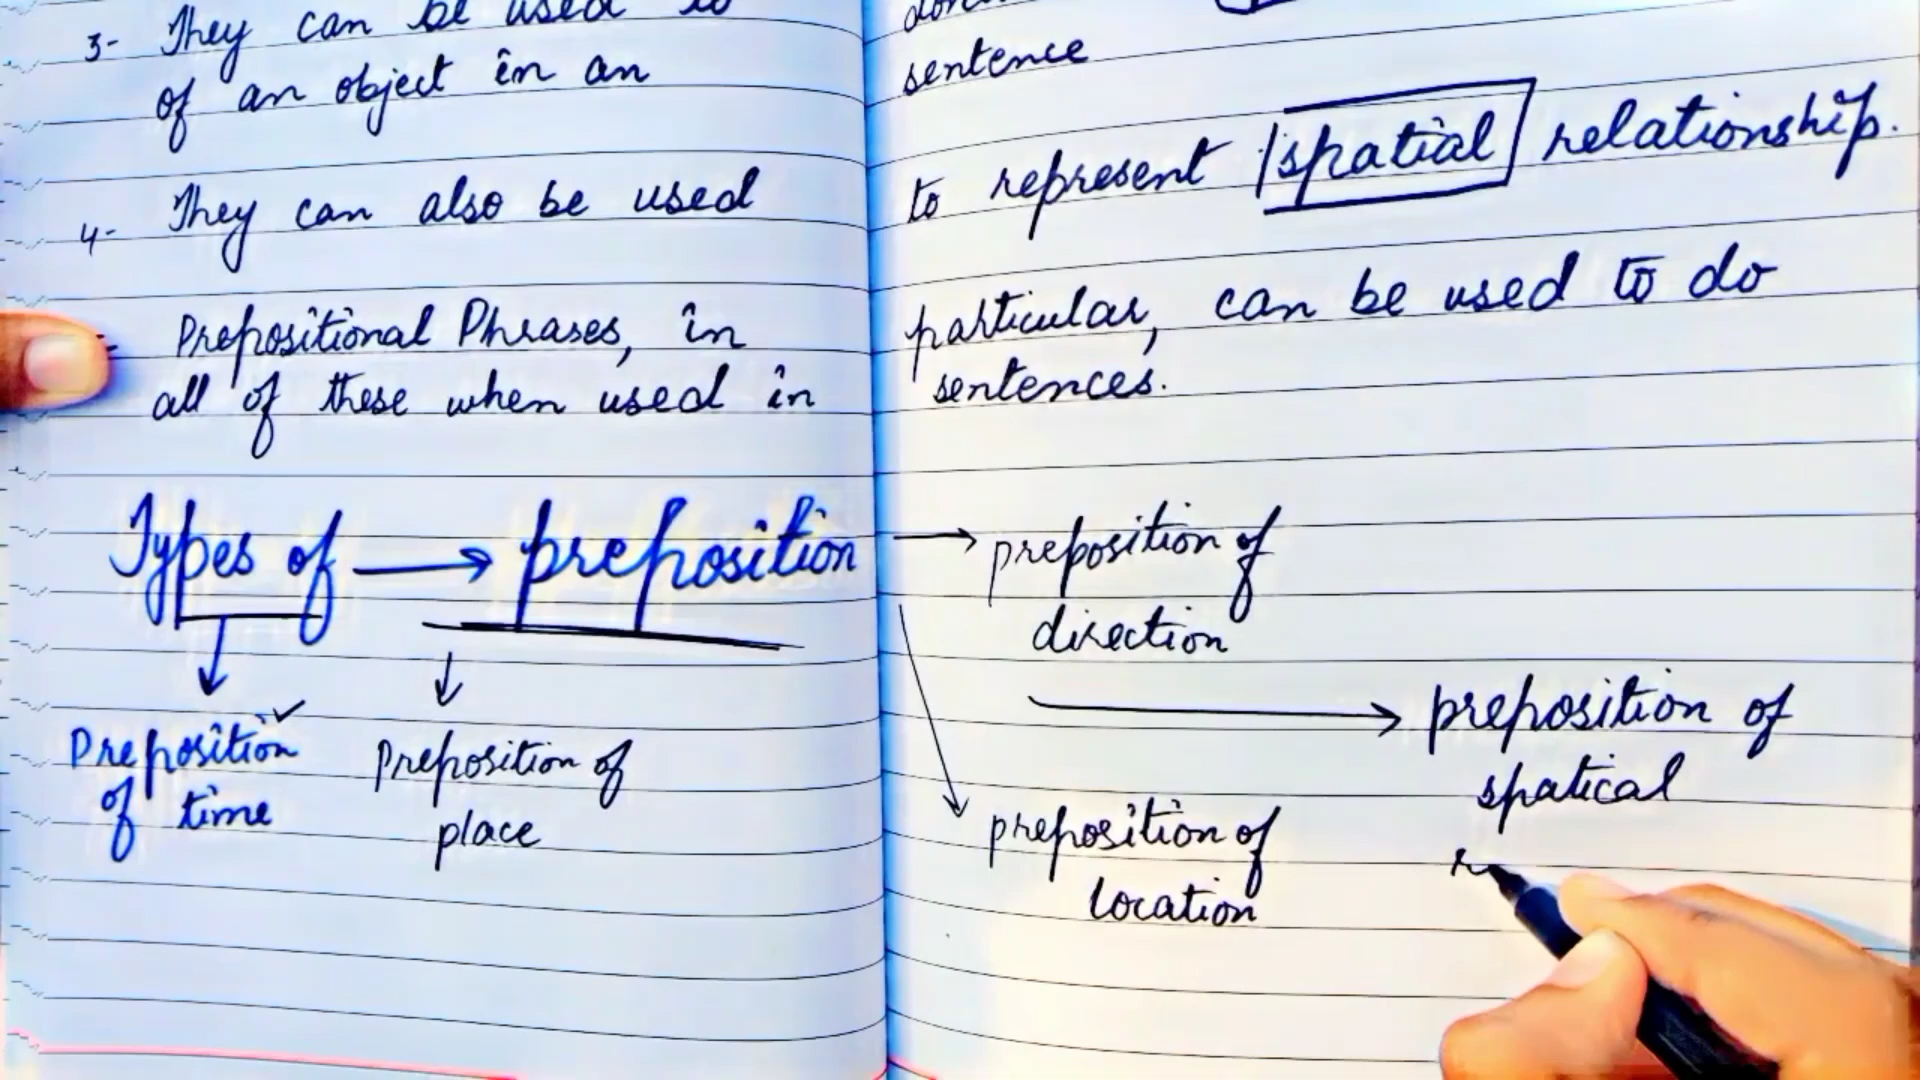 3- They can be used to
of an object in an
sentence
4- They can also be used to represent spatial relationship.
Prepositional Phrases, in particular, can be used to do
all of these when used in sentences.
Types of → preposition
→ preposition of
direction
→ preposition of
spatical
Preposition
of time
Preposition of
place
preposition of
location